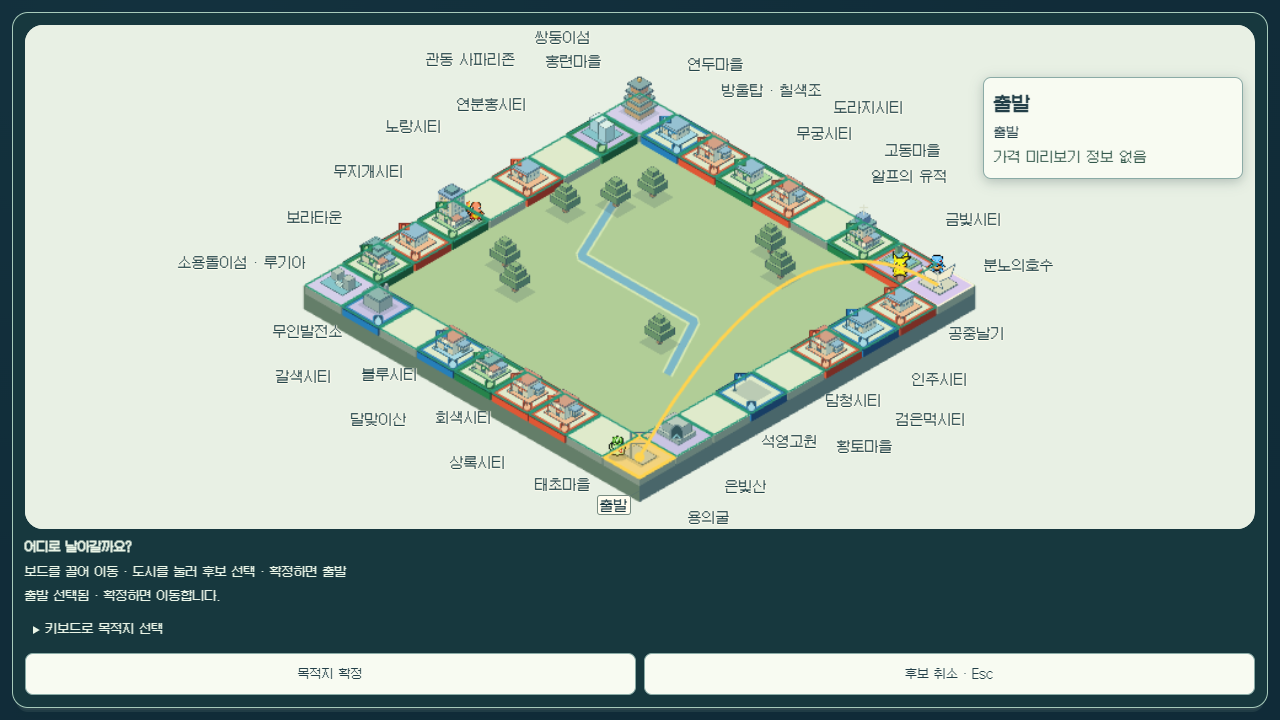 쌍둥이섬
관동 사파리존
홍련마을
연두마을
방울탑 · 칠색조
연분홍시티
도라지시티
노랑시티
무궁시티
고동마을
무지개시티
알프의 유적
보라타운
금빛시티
소용돌이섬 · 루기아
분노의호수
무인발전소
공중날기
갈색시티
블루시티
인주시티
담청시티
달맞이산
회색시티
검은먹시티
석영고원
황토마을
상록시티
태초마을
은빛산
출발
용의굴
출발
출발
가격 미리보기 정보 없음
어디로 날아갈까요?
보드를 끌어 이동 · 도시를 눌러 후보 선택 · 확정하면 출발
출발 선택됨 · 확정하면 이동합니다.
▸ 키보드로 목적지 선택
목적지 확정
후보 취소 · Esc